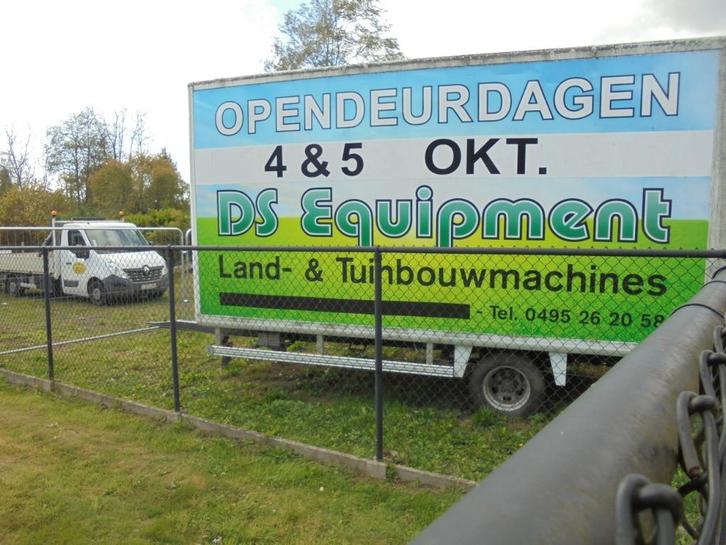 OPENDEURDAGEN
4 & 5 OKT.
DS Equipment
Land- & Tuinbouwmachines
- Tel. 0495 26 20 58